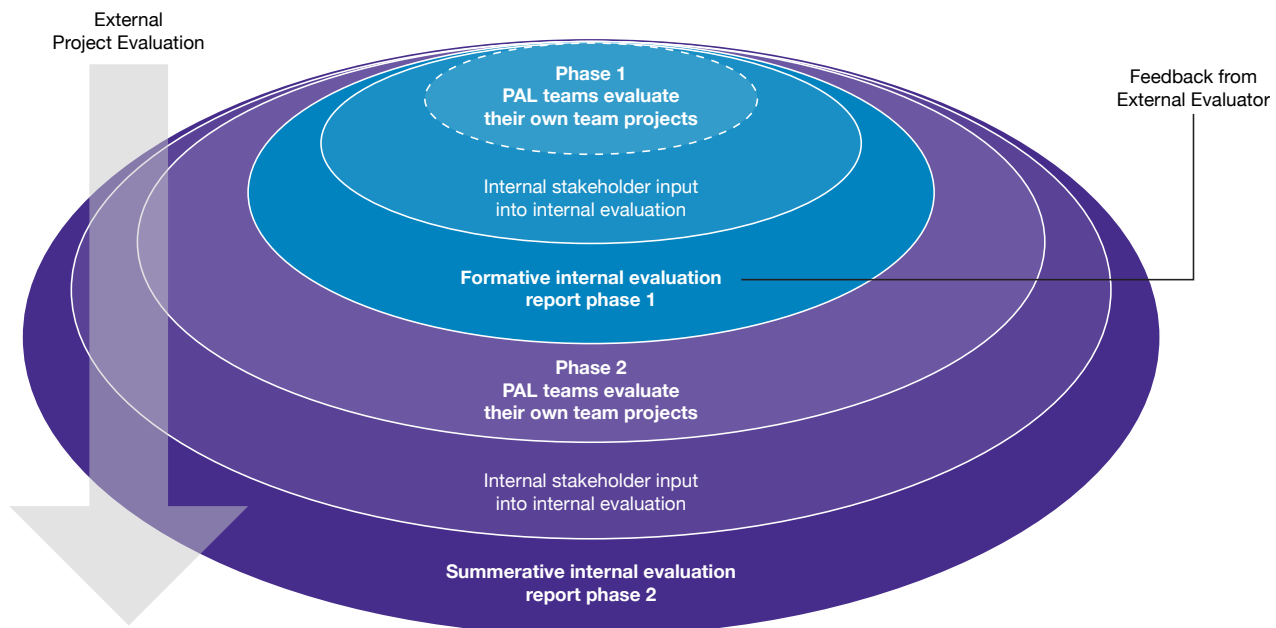 External
Project Evaluation
Phase 1
PAL teams evaluate
their own team projects
Feedback from
External Evaluator
Internal stakeholder input
into internal evaluation
Formative internal evaluation
report phase 1
Phase 2
PAL teams evaluate
their own team projects
Internal stakeholder input
into internal evaluation
Summerative internal evaluation
report phase 2